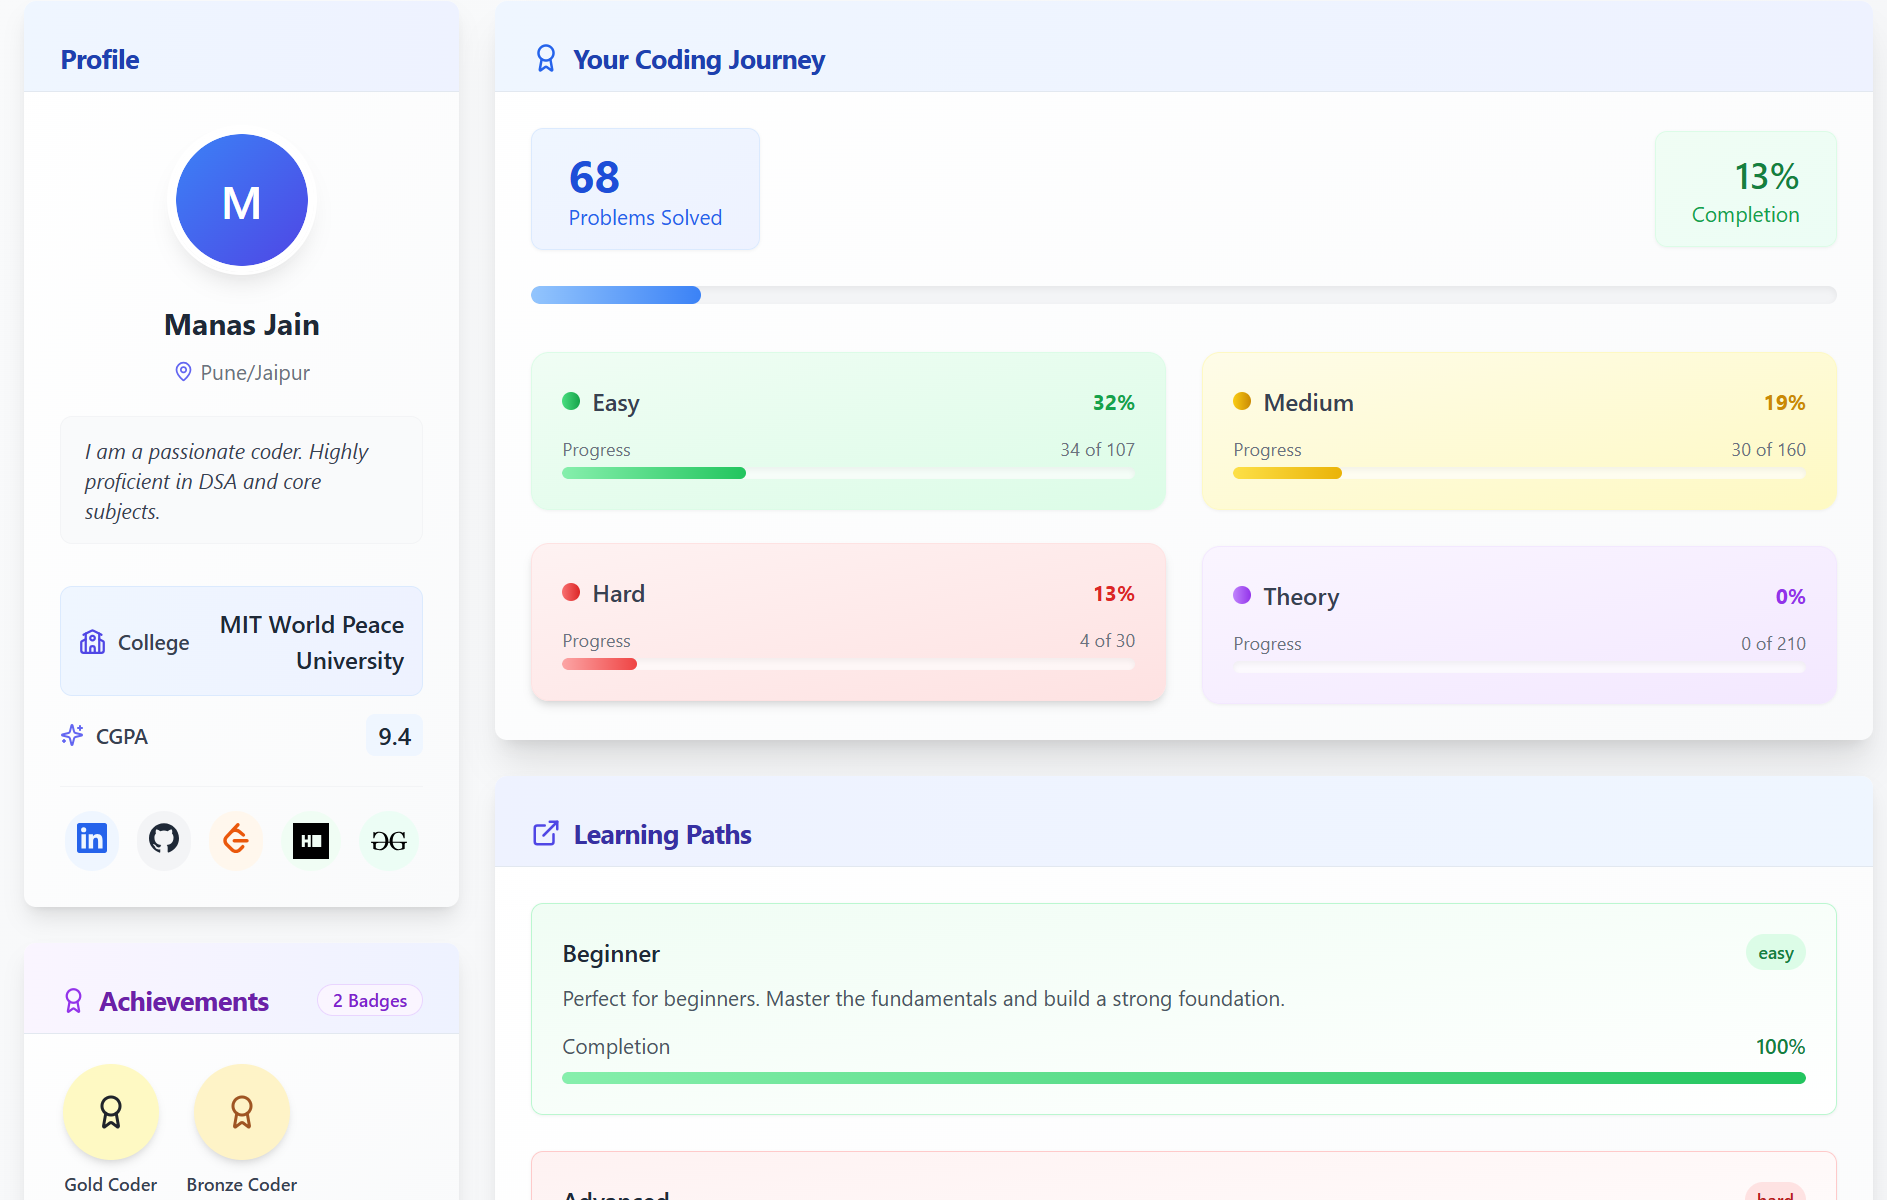 Profile
M
Manas Jain
Pune/Jaipur
I am a passionate coder. Highly
proficient in DSA and core
subjects.
College
MIT World Peace
University
CGPA
9.4
in
H
GG
Achievements
2 Badges
Gold Coder
Bronze Coder
Your Coding Journey
68
Problems Solved
13%
Completion
Easy
32%
Progress
34 of 107
Medium
19%
Progress
30 of 160
Hard
13%
Progress
4 of 30
Theory
0%
Progress
0 of 210
Learning Paths
Beginner
easy
Perfect for beginners. Master the fundamentals and build a strong foundation.
Completion
100%
Advanced
hard